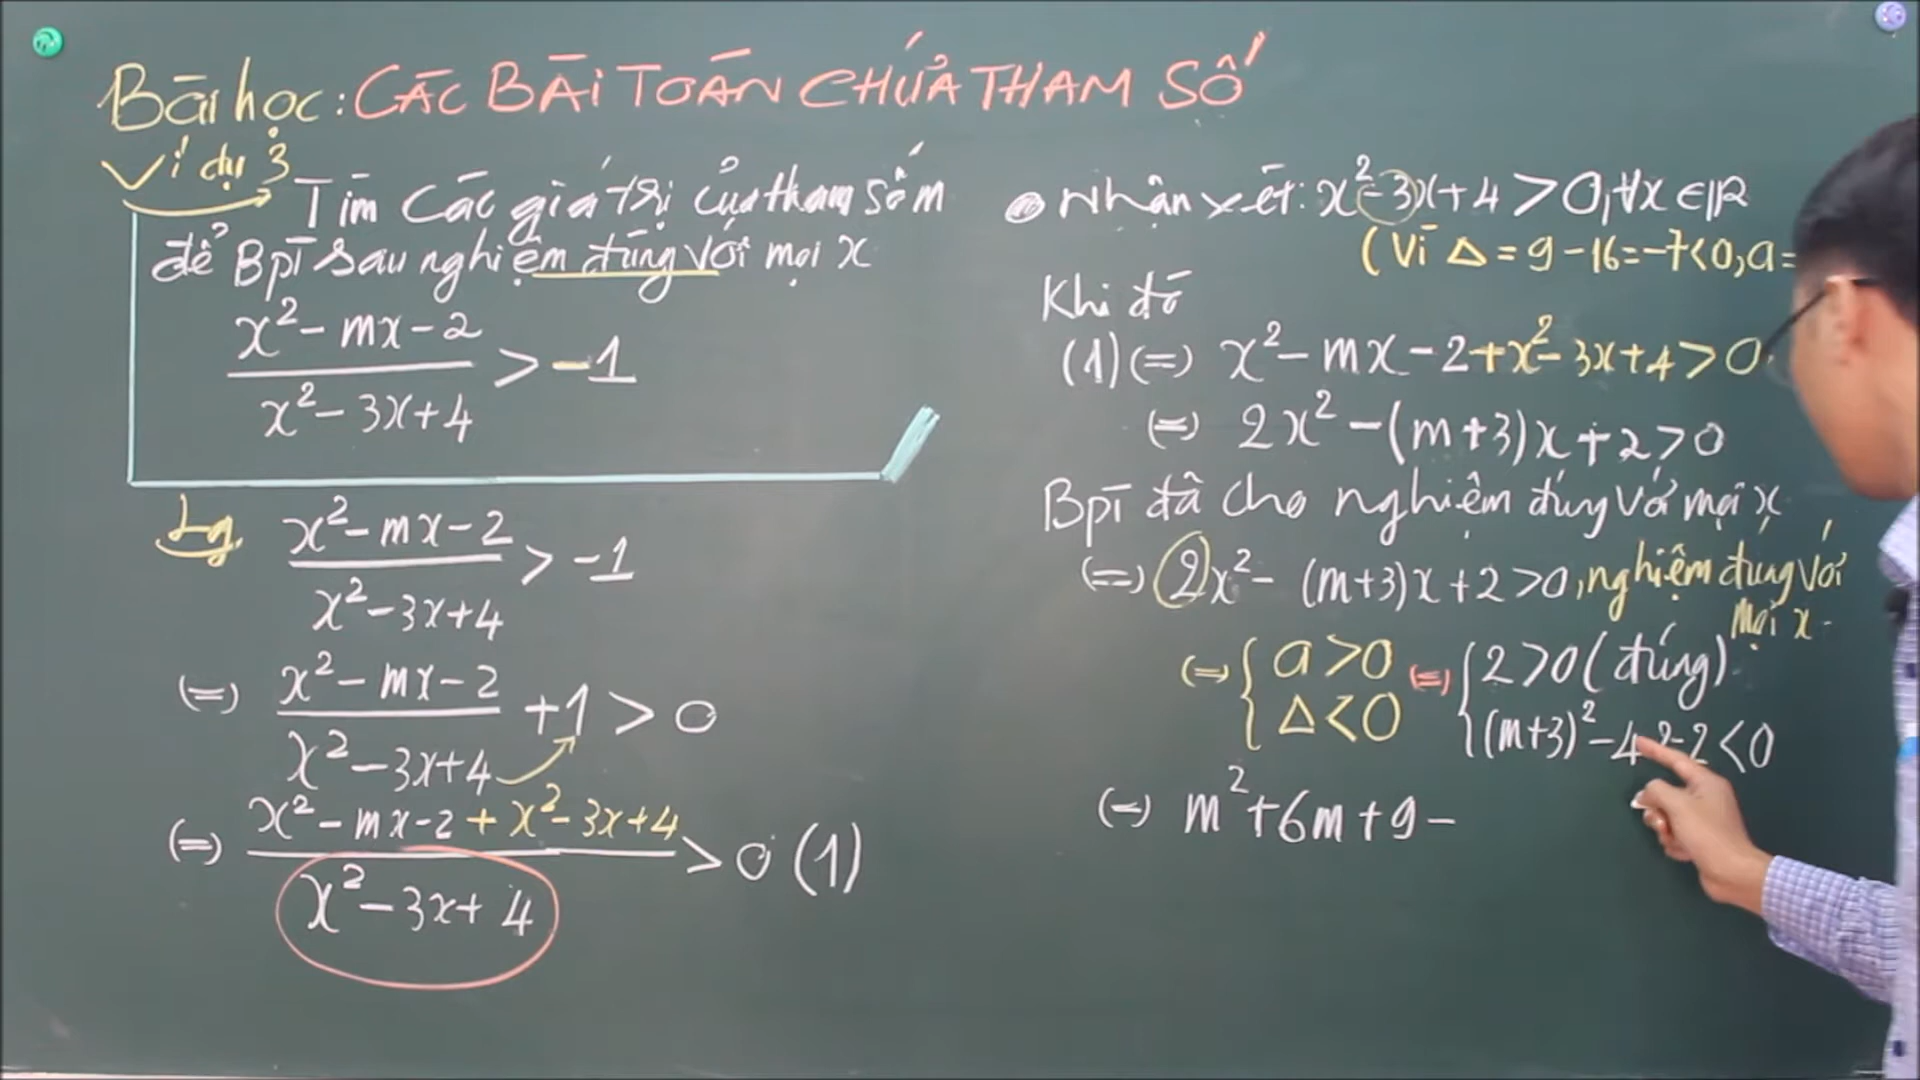 Bài học: CÁC BÀI TOÁN CHỨA THAM SỐ
Ví dụ 3
Tìm các giá trị của tham số m
để Bpt sau nghiệm đúng với mọi x
x² - mx - 2
/ x² - 3x + 4 > -1
Lg.
x² - mx - 2
/ x² - 3x + 4 > -1
(=) x² - mx - 2
/ x² - 3x + 4 + 1 > 0
(=) x² - mx - 2 + x² - 3x + 4
/ x² - 3x + 4 > 0 (1)
Nhận xét: x² - 3x + 4 > 0, ∀x ∈ ℝ
(Vì Δ = 9 - 16 = -7 < 0, a =
Khi đó
(1) (=) x² - mx - 2 + x² - 3x + 4 > 0
(=) 2x² - (m+3)x + 2 > 0
Bpt đã cho nghiệm đúng với mọi x
(=) 2x² - (m+3)x + 2 > 0, nghiệm đúng với
mọi x.
(=) { a > 0 (=) { 2 > 0 (đúng)
Δ < 0 (m+3)² - 4.2.2 < 0
(=) m² + 6m + 9 -